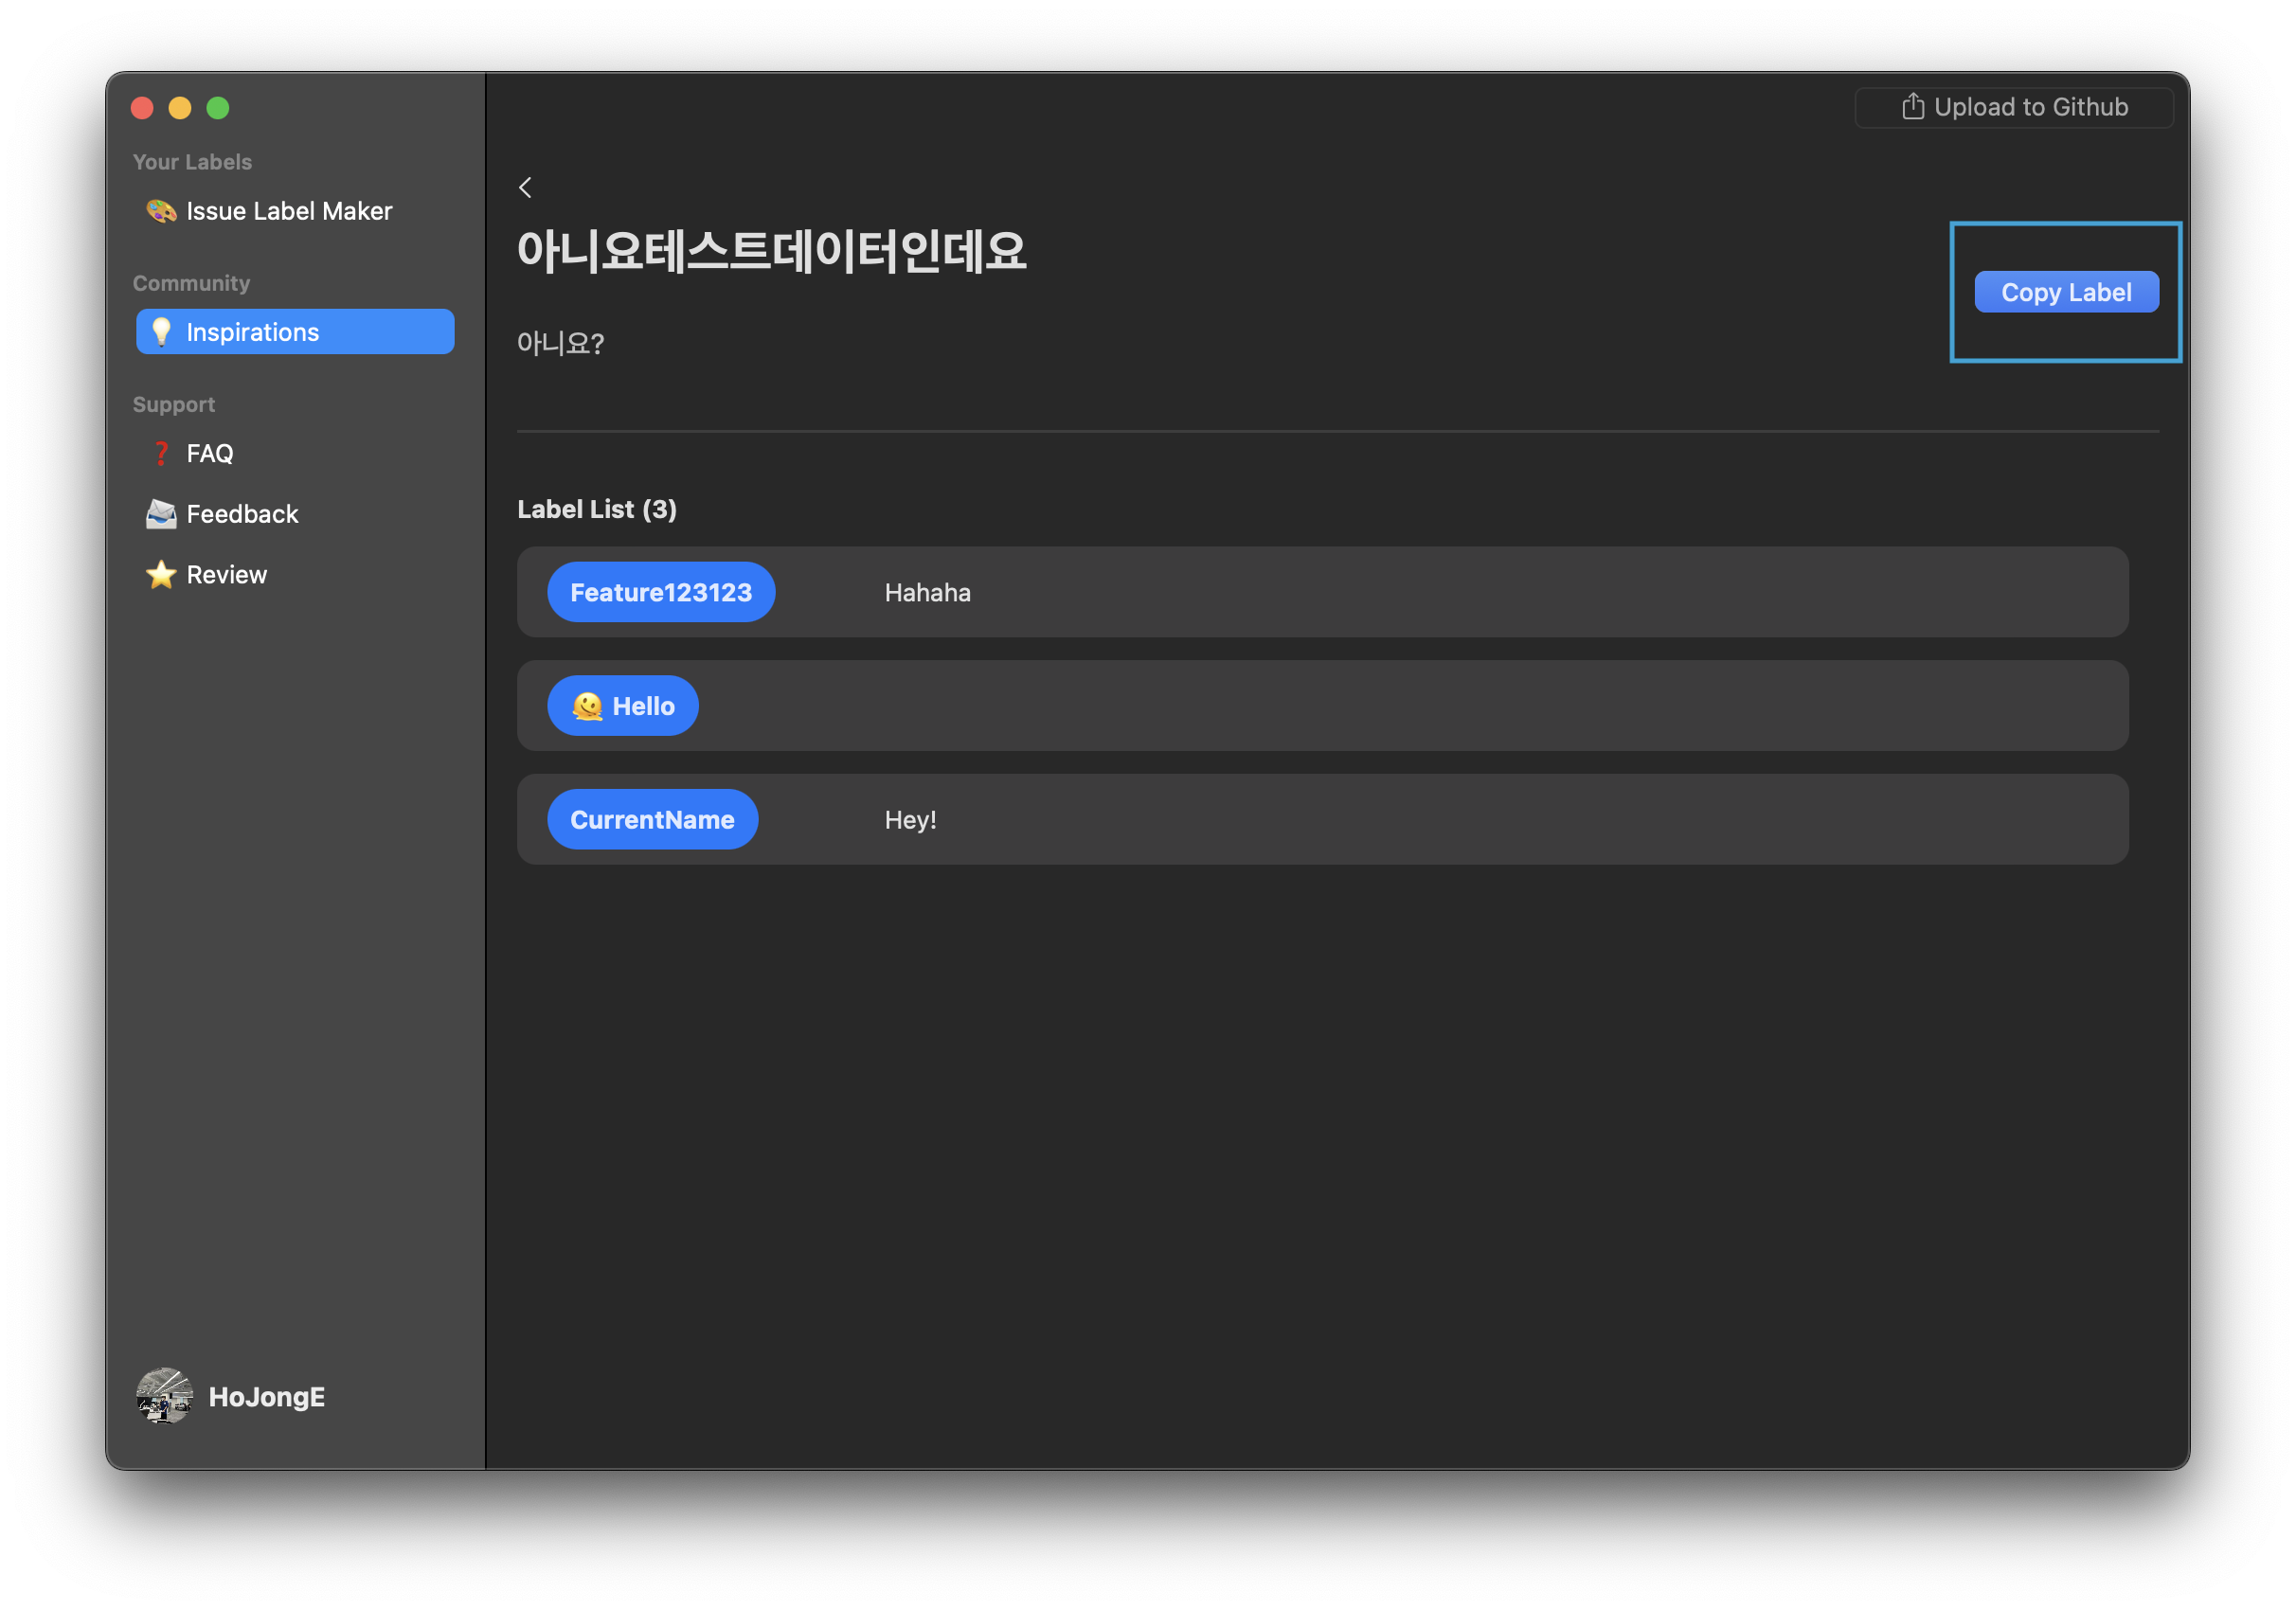 Your Labels
🎨 Issue Label Maker
Community
💡 Inspirations
Support
❓ FAQ
📨 Feedback
⭐ Review
HoJongE
Upload to Github
아니요테스트데이터인데요
Copy Label
아니요?
Label List (3)
Feature123123 Hahaha
🫠 Hello
CurrentName Hey!